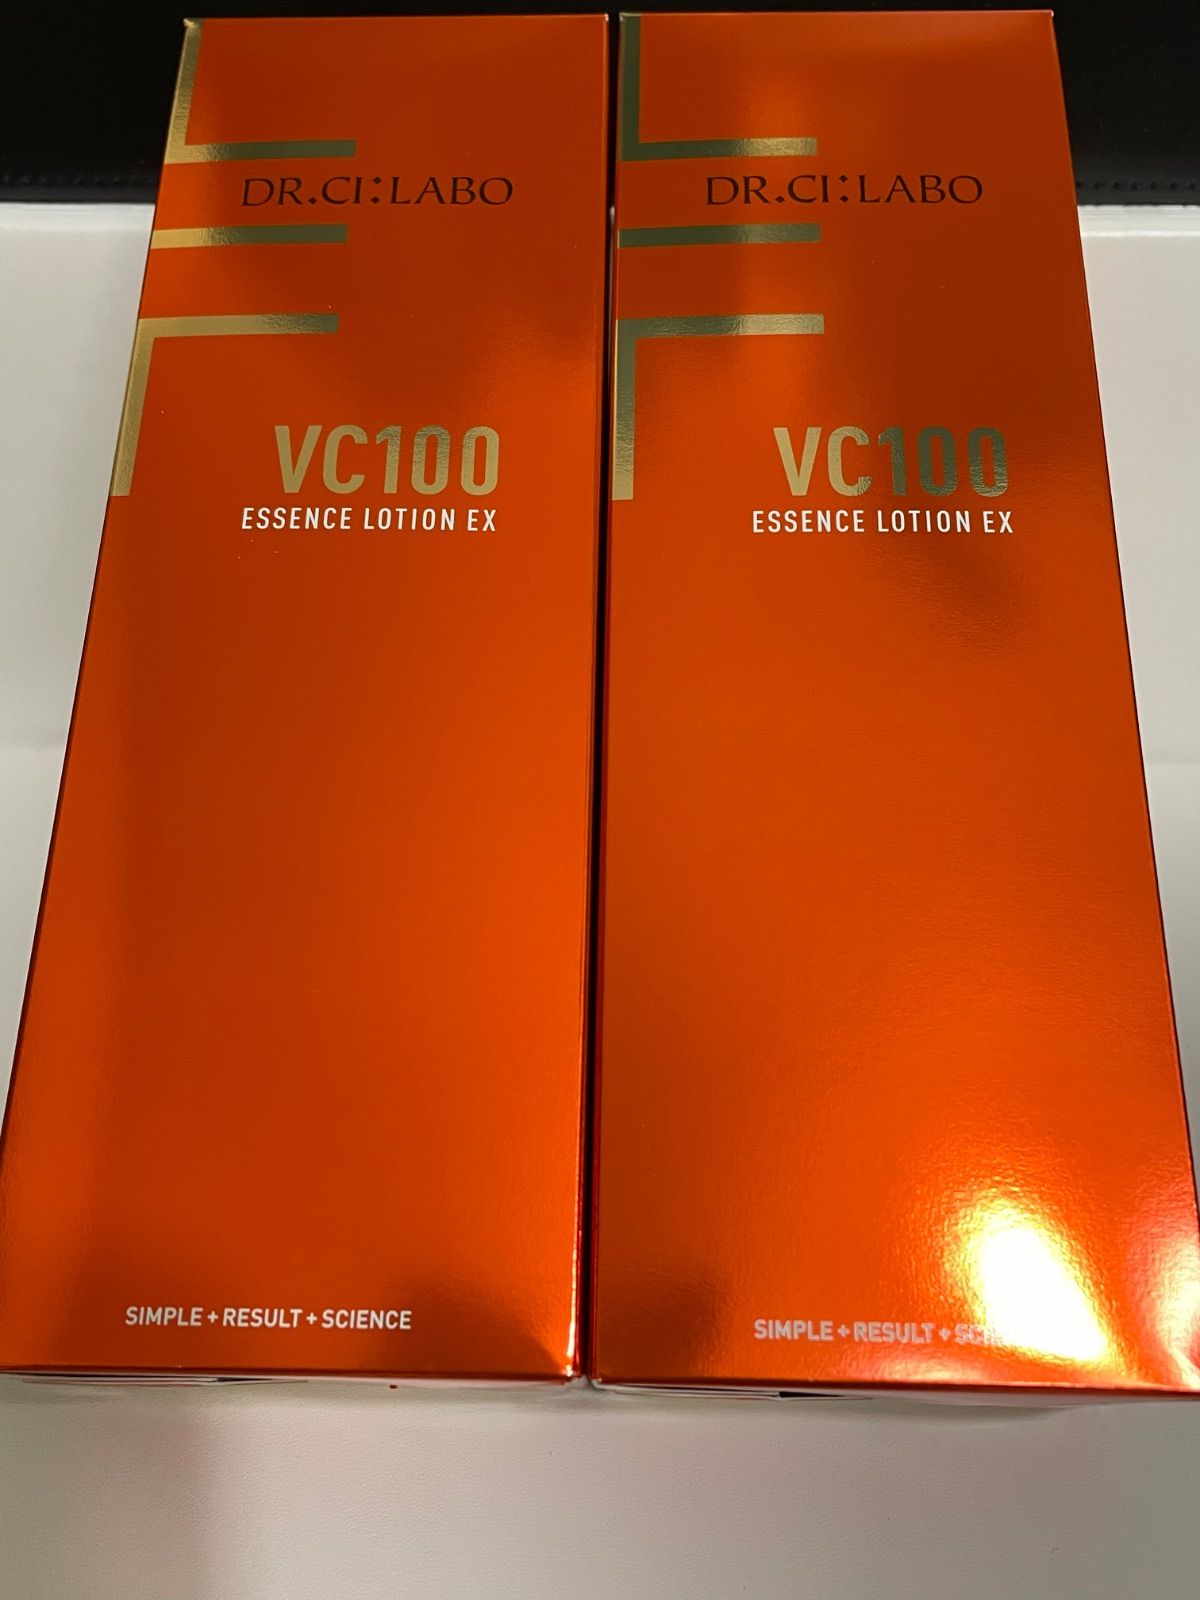 DR.CI:LABO
VC100
ESSENCE LOTION EX
SIMPLE+RESULT+SCIENCE
DR.CI:LABO
VC100
ESSENCE LOTION EX
SIMPLE+RESULT+